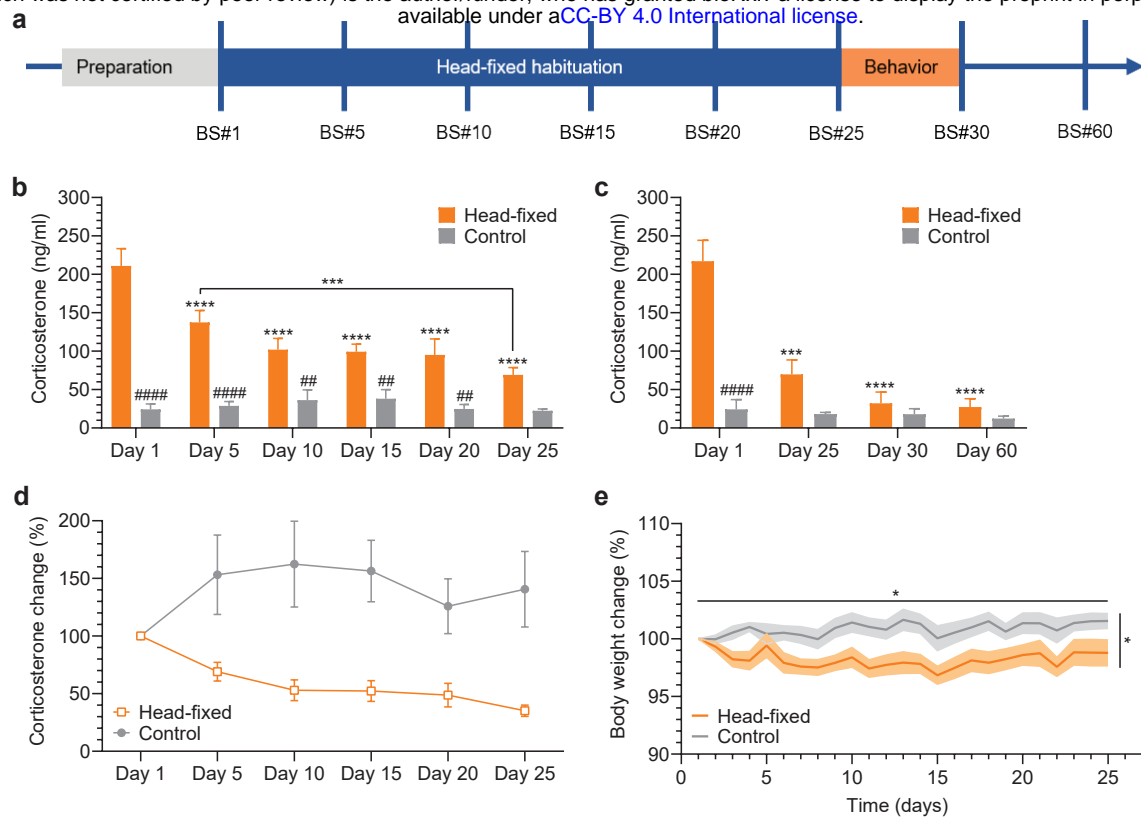 available under aCC-BY 4.0 International license.
a
Preparation
Head-fixed habituation
Behavior
BS#1 BS#5 BS#10 BS#15 BS#20 BS#25 BS#30 BS#60
b
Corticosterone (ng/ml)
300
250
200
150
100
50
0
Head-fixed
Control
***
**** **** **** **** ****
#### #### ## ## ##
Day 1 Day 5 Day 10 Day 15 Day 20 Day 25
c
Corticosterone (ng/ml)
300
250
200
150
100
50
0
Head-fixed
Control
#### *** **** ****
Day 1 Day 25 Day 30 Day 60
d
Corticosterone change (%)
200
150
100
50
0
Head-fixed
Control
Day 1 Day 5 Day 10 Day 15 Day 20 Day 25
e
Body weight change (%)
110
105
100
95
90
*
*
Head-fixed
Control
0 5 10 15 20 25
Time (days)